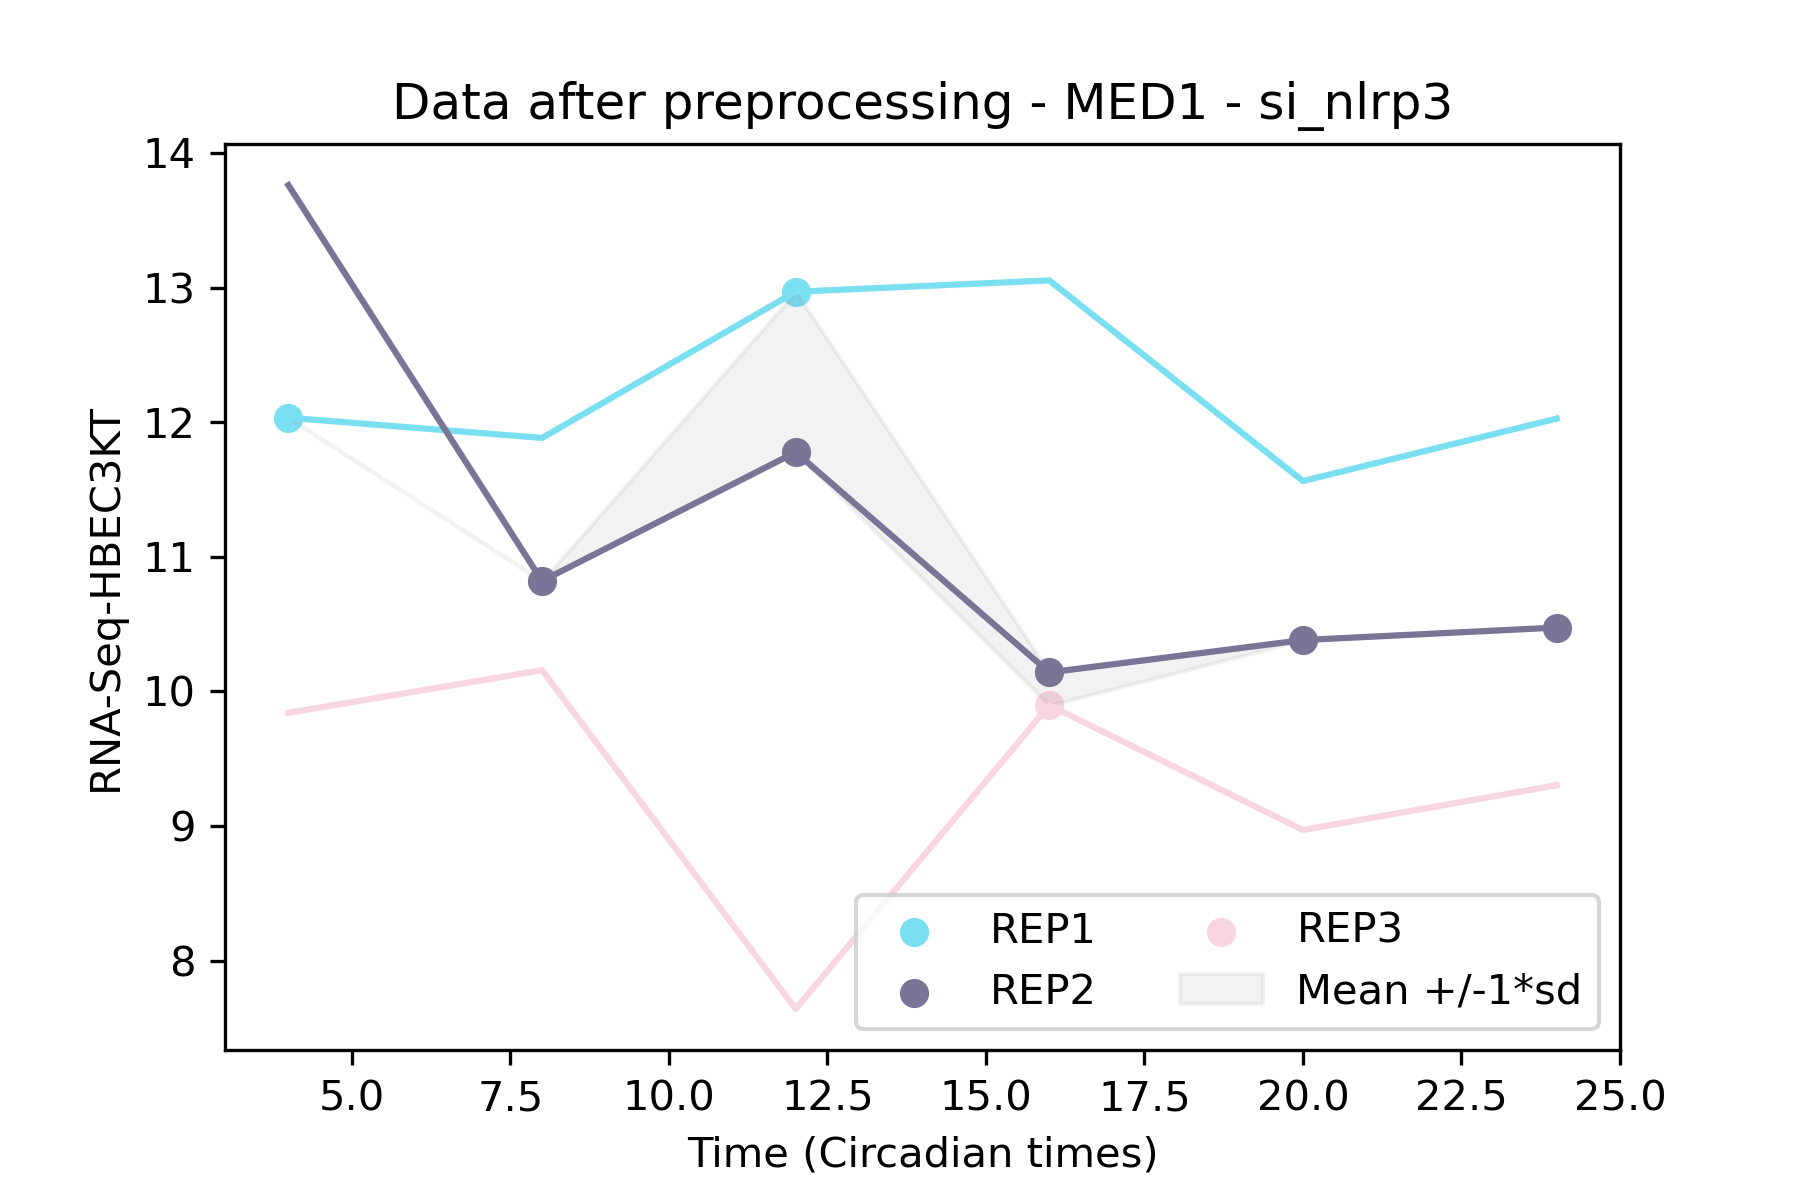 Data after preprocessing - MED1 - si_nlrp3
14
13
12
11
10
9
8
RNA-Seq-HBEC3KT
REP1
REP2
REP3
Mean +/-1*sd
5.0
7.5
10.0
12.5
15.0
17.5
20.0
22.5
25.0
Time (Circadian times)